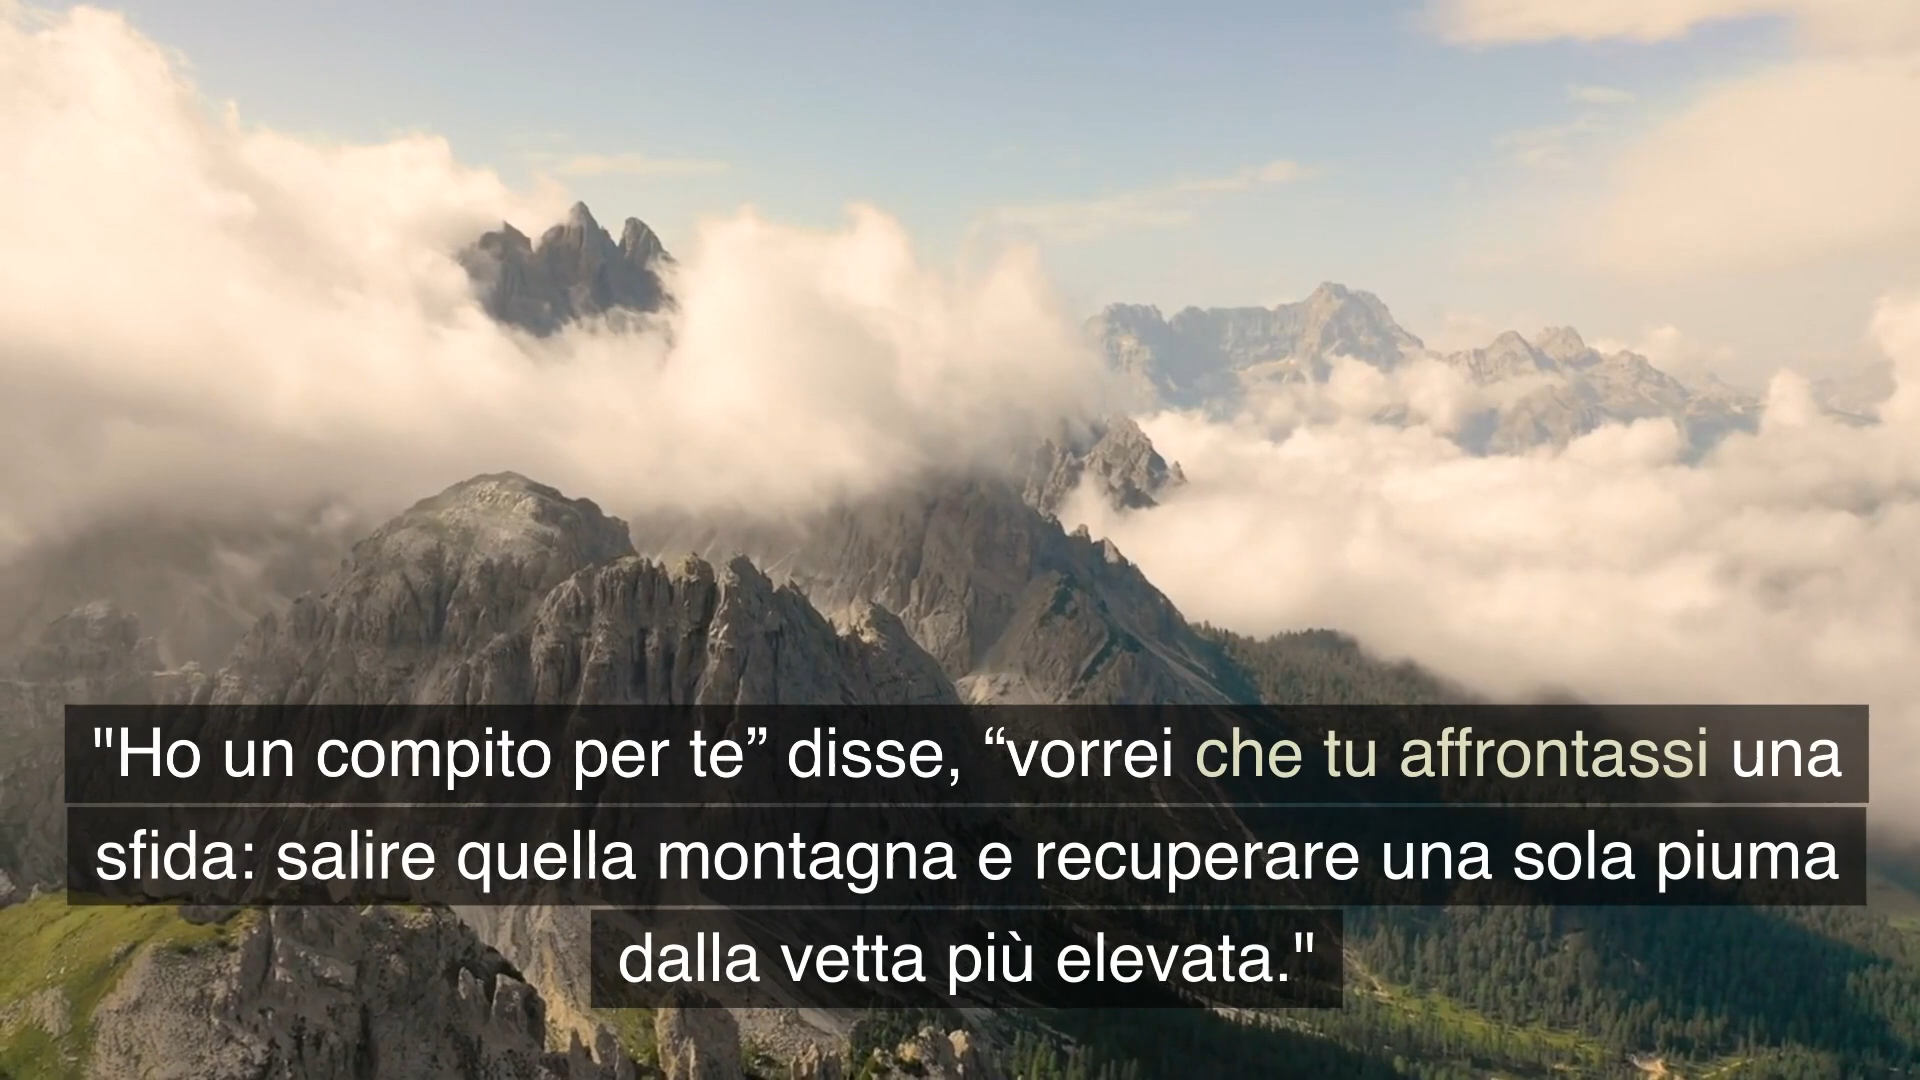 "Ho un compito per te” disse, “vorrei che tu affrontassi una
sfida: salire quella montagna e recuperare una sola piuma
dalla vetta più elevata."